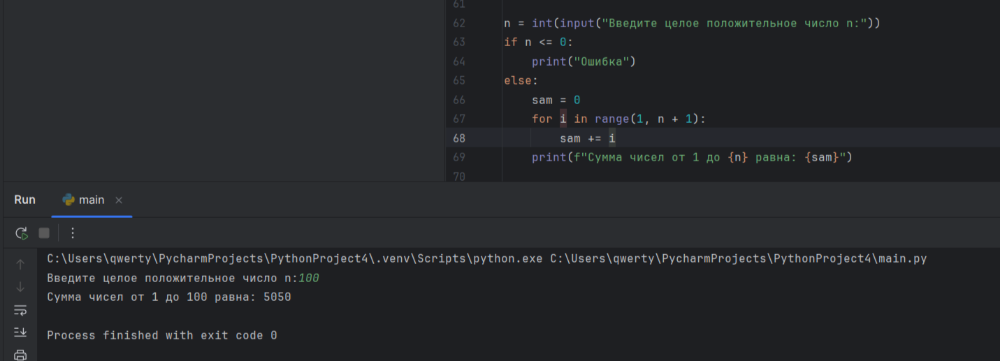 61
62 n = int(input("Введите целое положительное число n:"))
63 if n <= 0:
64     print("Ошибка")
65 else:
66     sam = 0
67     for i in range(1, n + 1):
68         sam += i
69     print(f"Сумма чисел от 1 до {n} равна: {sam}")
70
Run main
C:\Users\qwerty\PycharmProjects\PythonProject4\.venv\Scripts\python.exe C:\Users\qwerty\PycharmProjects\PythonProject4\main.py
Введите целое положительное число n:100
Сумма чисел от 1 до 100 равна: 5050
Process finished with exit code 0